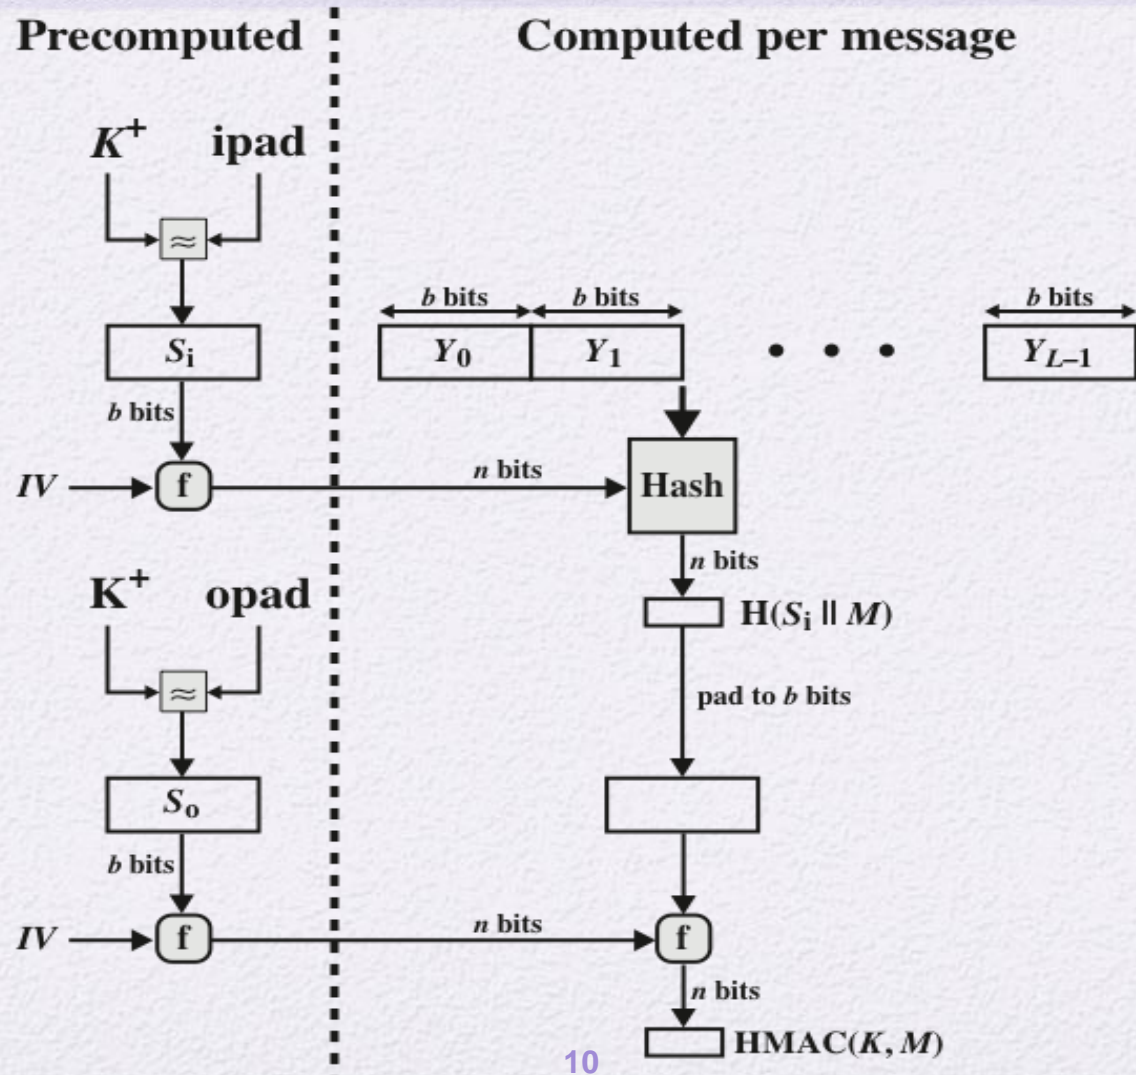 Precomputed
Computed per message
K⁺ ipad
≈
b bits b bits b bits
Sᵢ
Y₀ Y₁ • • • Y_L–1
b bits
IV f n bits Hash
n bits
K⁺ opad
H(Sᵢ || M)
≈
pad to b bits
Sₒ
b bits
IV f n bits f
n bits
HMAC(K, M)
10